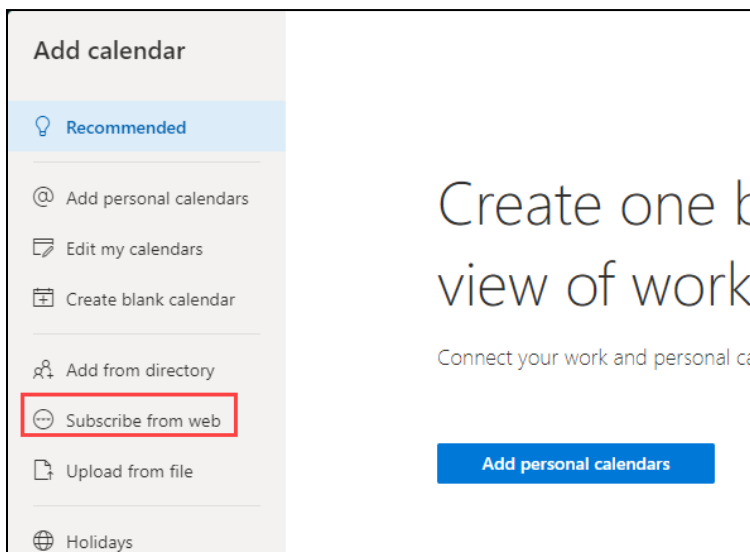 Add calendar
Recommended
Add personal calendars
Edit my calendars
Create blank calendar
Add from directory
Subscribe from web
Upload from file
Holidays
Create one
view of work
Connect your work and personal
Add personal calendars